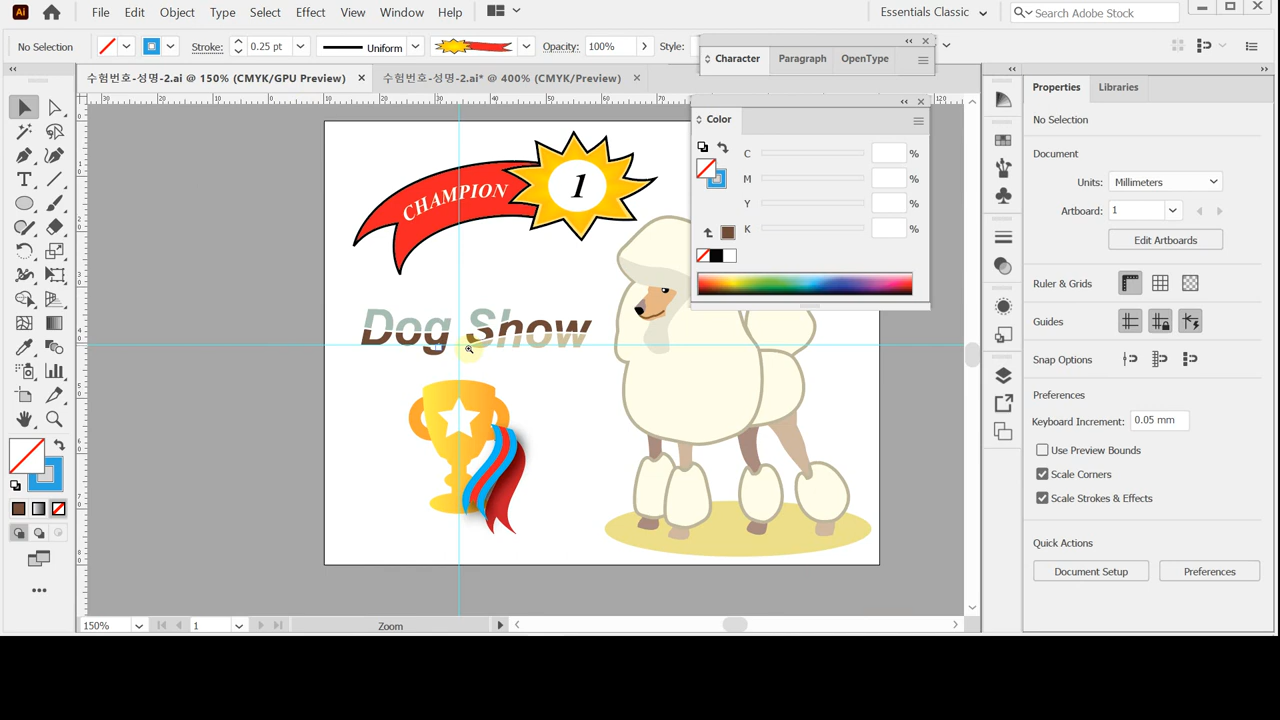 Ai File Edit Object Type Select Effect View Window Help Essentials Classic Search Adobe Stock
No Selection Stroke: 0.25 pt Uniform Opacity: 100% Style:
수험번호-성명-2.ai @ 150% (CMYK/GPU Preview) × 수험번호-성명-2.ai* @ 400% (CMYK/Preview) ×
Character Paragraph OpenType
Color
C %
M %
Y %
K %
CHAMPION
1
Dog Show
150% 1 Zoom
Properties Libraries
No Selection
Document
Units: Millimeters
Artboard: 1
Edit Artboards
Ruler & Grids
Guides
Snap Options
Preferences
Keyboard Increment: 0.05 mm
Use Preview Bounds
Scale Corners
Scale Strokes & Effects
Quick Actions
Document Setup Preferences